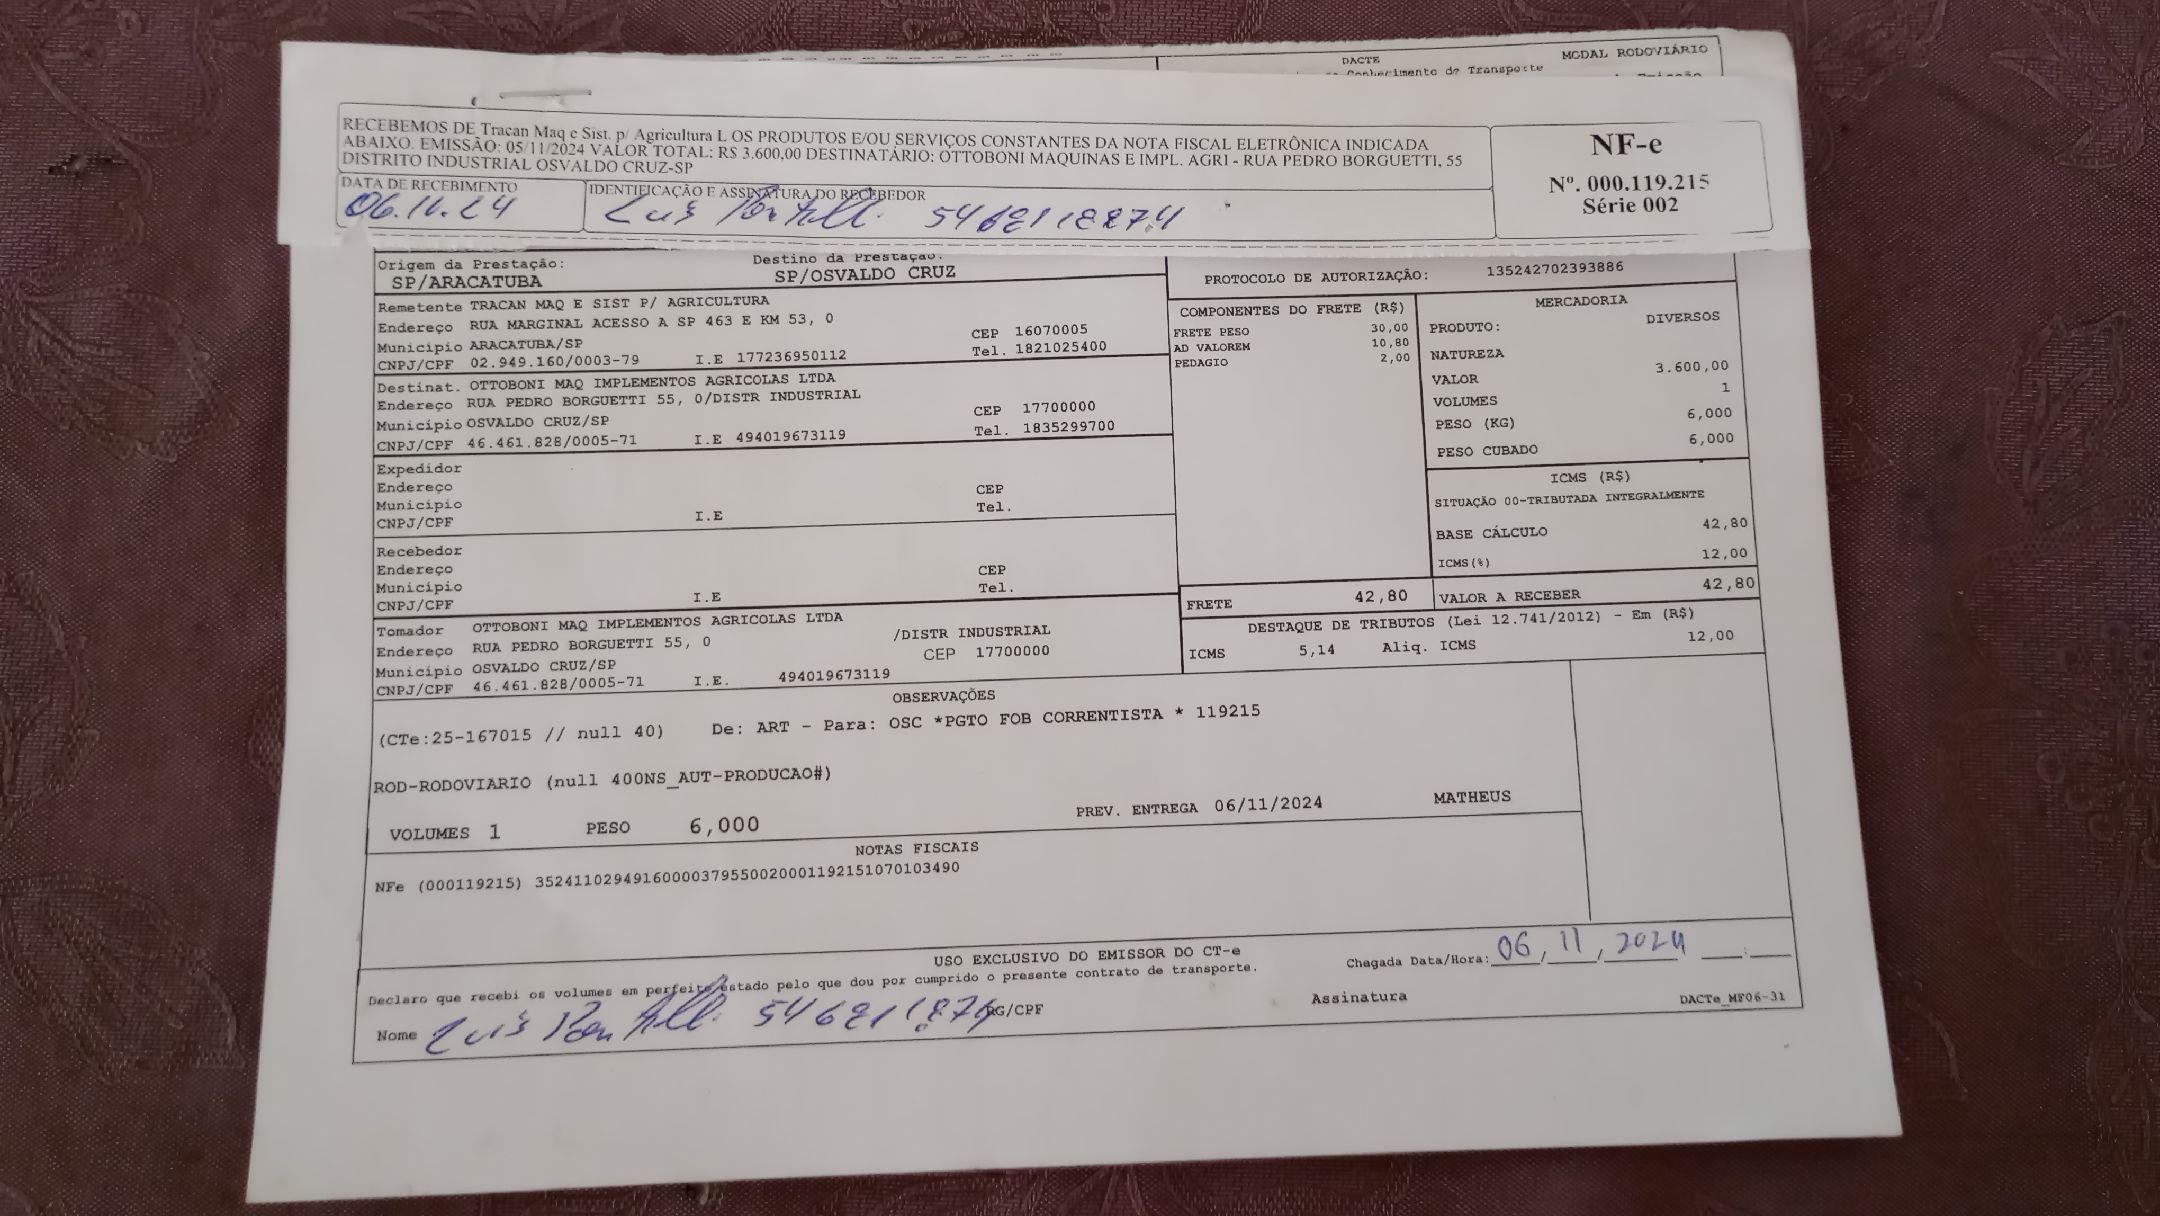 DACTE
MODAL RODOVIÁRIO
Conhecimento de Transporte
RECEBEMOS DE Tracan Maq e Sist. p/ Agricultura L OS PRODUTOS E/OU SERVIÇOS CONSTANTES DA NOTA FISCAL ELETRÔNICA INDICADA
ABAIXO. EMISSÃO: 05/11/2024 VALOR TOTAL: R$ 3.600,00 DESTINATÁRIO: OTTOBONI MAQUINAS E IMPL. AGRI - RUA PEDRO BORGUETTI, 55
DISTRITO INDUSTRIAL OSVALDO CRUZ-SP
NF-e
Nº. 000.119.215
Série 002
DATA DE RECEBIMENTO
06.11.24
IDENTIFICAÇÃO E ASSINATURA DO RECEBEDOR
Luis
Origem da Prestação:
SP/ARACATUBA
Destino da Prestação:
SP/OSVALDO CRUZ
PROTOCOLO DE AUTORIZAÇÃO: 135242702393886
Remetente TRACAN MAQ E SIST P/ AGRICULTURA
Endereço RUA MARGINAL ACESSO A SP 463 E KM 53, 0
Município ARACATUBA/SP CEP 16070005
CNPJ/CPF 02.949.160/0003-79 I.E 177236950112 Tel. 1821025400
Destinat. OTTOBONI MAQ IMPLEMENTOS AGRICOLAS LTDA
Endereço RUA PEDRO BORGUETTI 55, 0/DISTR INDUSTRIAL
Município OSVALDO CRUZ/SP CEP 17700000
CNPJ/CPF 46.461.828/0005-71 I.E 494019673119 Tel. 1835299700
Expedidor
Endereço
Município CEP
CNPJ/CPF I.E Tel.
Recebedor
Endereço
Município CEP
CNPJ/CPF I.E Tel.
Tomador OTTOBONI MAQ IMPLEMENTOS AGRICOLAS LTDA
Endereço RUA PEDRO BORGUETTI 55, 0 /DISTR INDUSTRIAL
Município OSVALDO CRUZ/SP CEP 17700000
CNPJ/CPF 46.461.828/0005-71 I.E. 494019673119
COMPONENTES DO FRETE (R$)
FRETE PESO 30,00
AD VALOREM 10,80
PEDAGIO 2,00
MERCADORIA
PRODUTO: DIVERSOS
NATUREZA
VALOR 3.600,00
VOLUMES 1
PESO (KG) 6,000
PESO CUBADO 6,000
ICMS (R$)
SITUAÇÃO 00-TRIBUTADA INTEGRALMENTE
BASE CÁLCULO 42,80
ICMS(%) 12,00
FRETE 42,80 VALOR A RECEBER 42,80
DESTAQUE DE TRIBUTOS (Lei 12.741/2012) - Em (R$)
ICMS 5,14 Aliq. ICMS 12,00
OBSERVAÇÕES
(CTe:25-167015 // null 40) De: ART - Para: OSC *PGTO FOB CORRENTISTA * 119215
ROD-RODOVIARIO (null 400NS_AUT-PRODUCAO#)
VOLUMES 1 PESO 6,000 PREV. ENTREGA 06/11/2024 MATHEUS
NOTAS FISCAIS
NFe (000119215) 35241102949160000379550020001192151070103490
USO EXCLUSIVO DO EMISSOR DO CT-e
Declaro que recebi os volumes em perfeito estado pelo que dou por cumprido o presente contrato de transporte.
Chegada Data/Hora: 06/11/2024 :
Nome Luis RG/CPF
Assinatura
DACTe_MF06-31